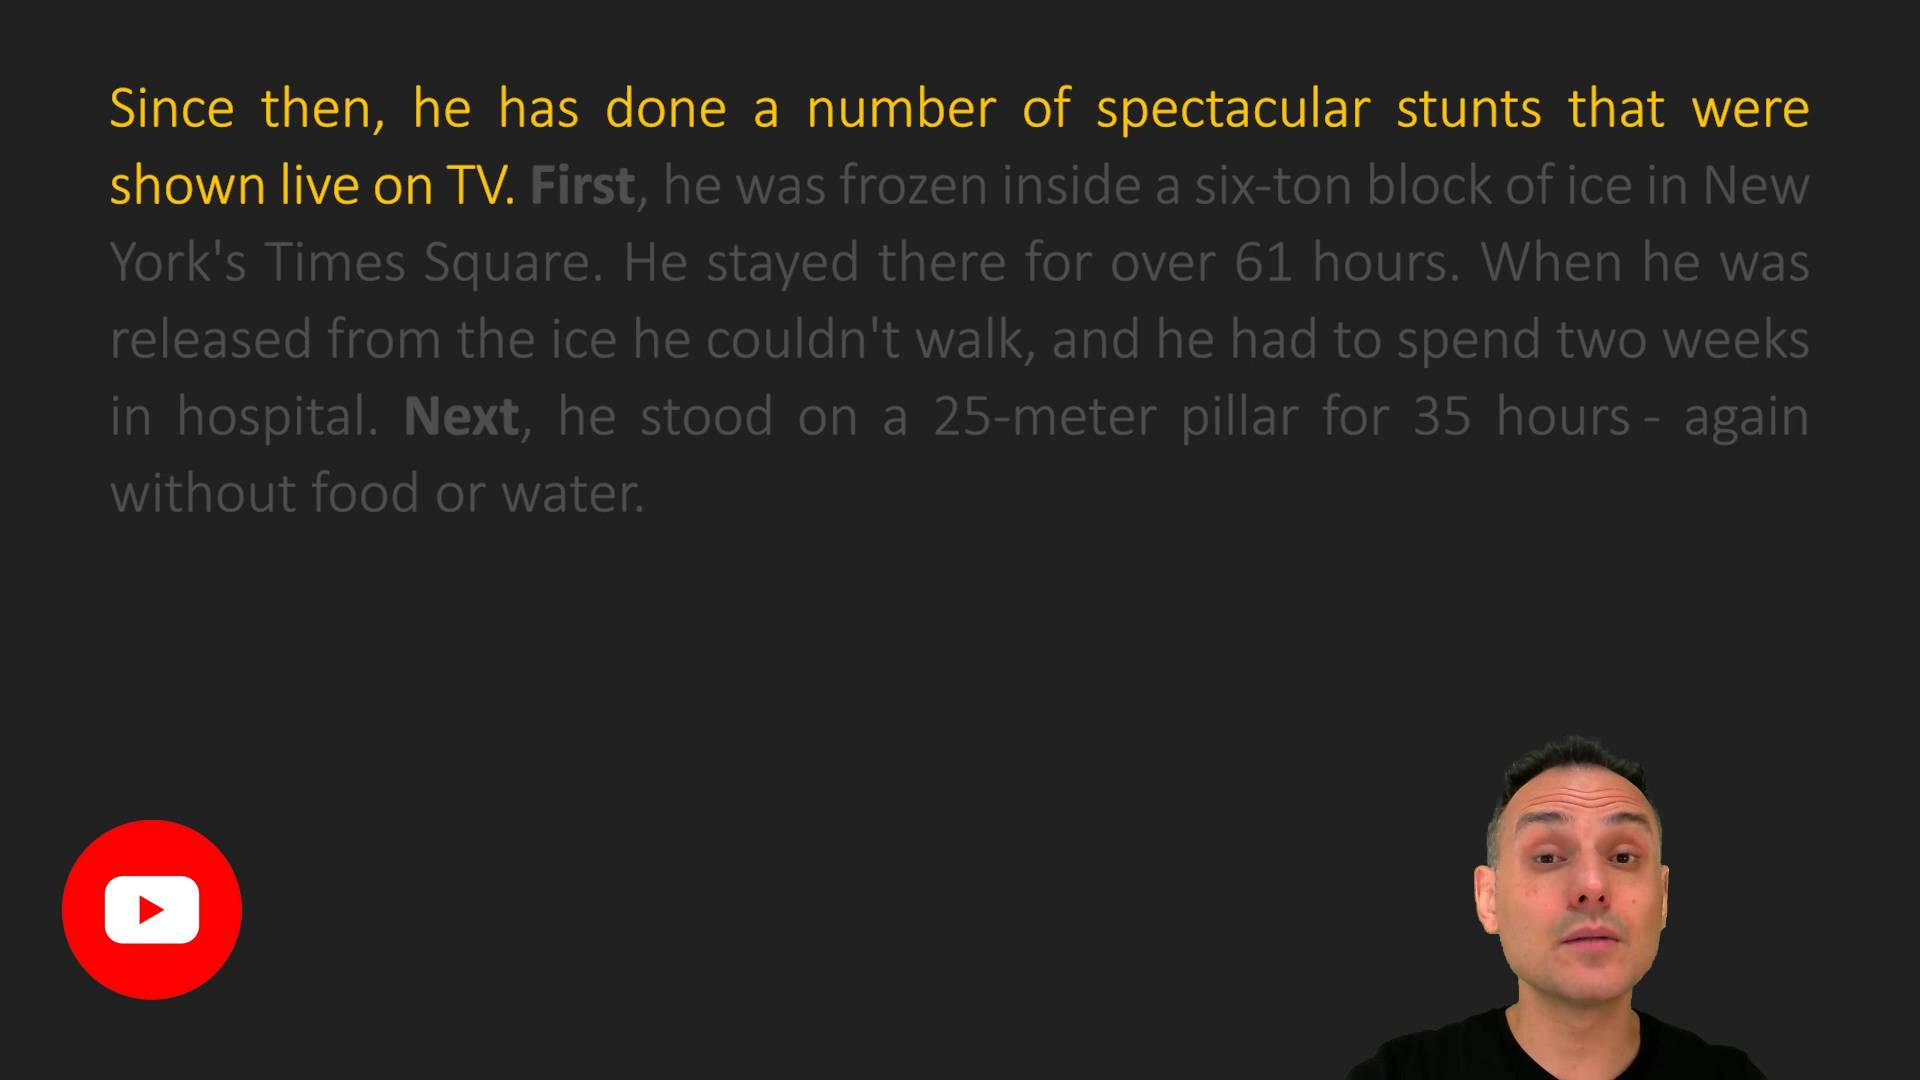 Since then, he has done a number of spectacular stunts that were
shown live on TV. First, he was frozen inside a six-ton block of ice in New
York's Times Square. He stayed there for over 61 hours. When he was
released from the ice he couldn't walk, and he had to spend two weeks
in hospital. Next, he stood on a 25-meter pillar for 35 hours - again
without food or water.